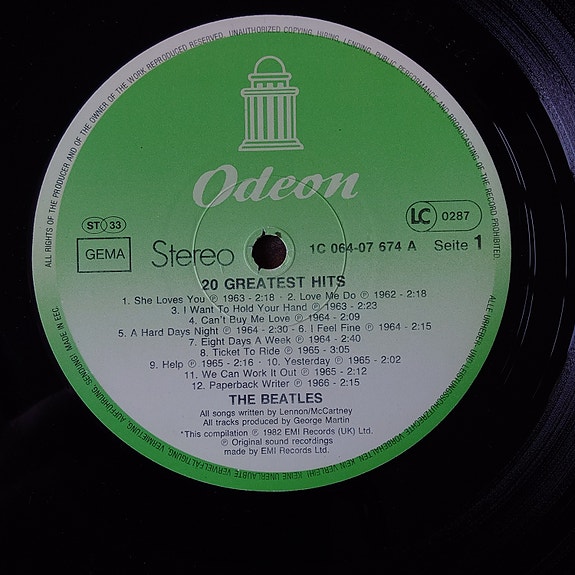 ALL RIGHTS OF THE PRODUCER AND OF THE OWNER OF THE WORK REPRODUCED RESERVED. UNAUTHORIZED COPYING, HIRING, LENDING, PUBLIC PERFORMANCE AND BROADCASTING OF THE RECORD PROHIBITED.
Odeon
ST 33
GEMA
Stereo
LC 0287
1C 064-07 674 A Seite 1
20 GREATEST HITS
1. She Loves You ℗ 1963 - 2:18 · 2. Love Me Do ℗ 1962 - 2:18
3. I Want To Hold Your Hand ℗ 1963 - 2:23
4. Can't Buy Me Love ℗ 1964 - 2:09
5. A Hard Days Night ℗ 1964 - 2:30 - 6. I Feel Fine ℗ 1964 - 2:15
7. Eight Days A Week ℗ 1964 - 2:40
8. Ticket To Ride ℗ 1965 - 3:05
9. Help ℗ 1965 - 2:16 · 10. Yesterday ℗ 1965 - 2:02
11. We Can Work It Out ℗ 1965 - 2:12
12. Paperback Writer ℗ 1966 - 2:15
THE BEATLES
All songs written by Lennon/McCartney
All tracks produced by George Martin
*This compilation ℗ 1982 EMI Records (UK) Ltd.
℗ Original sound recordings
made by EMI Records Ltd.
KEINE UNERLAUBTE VERVIELFÄLTIGUNG, VERMIETUNG, AUFFÜHRUNG, SENDUNG! MADE IN EEC.